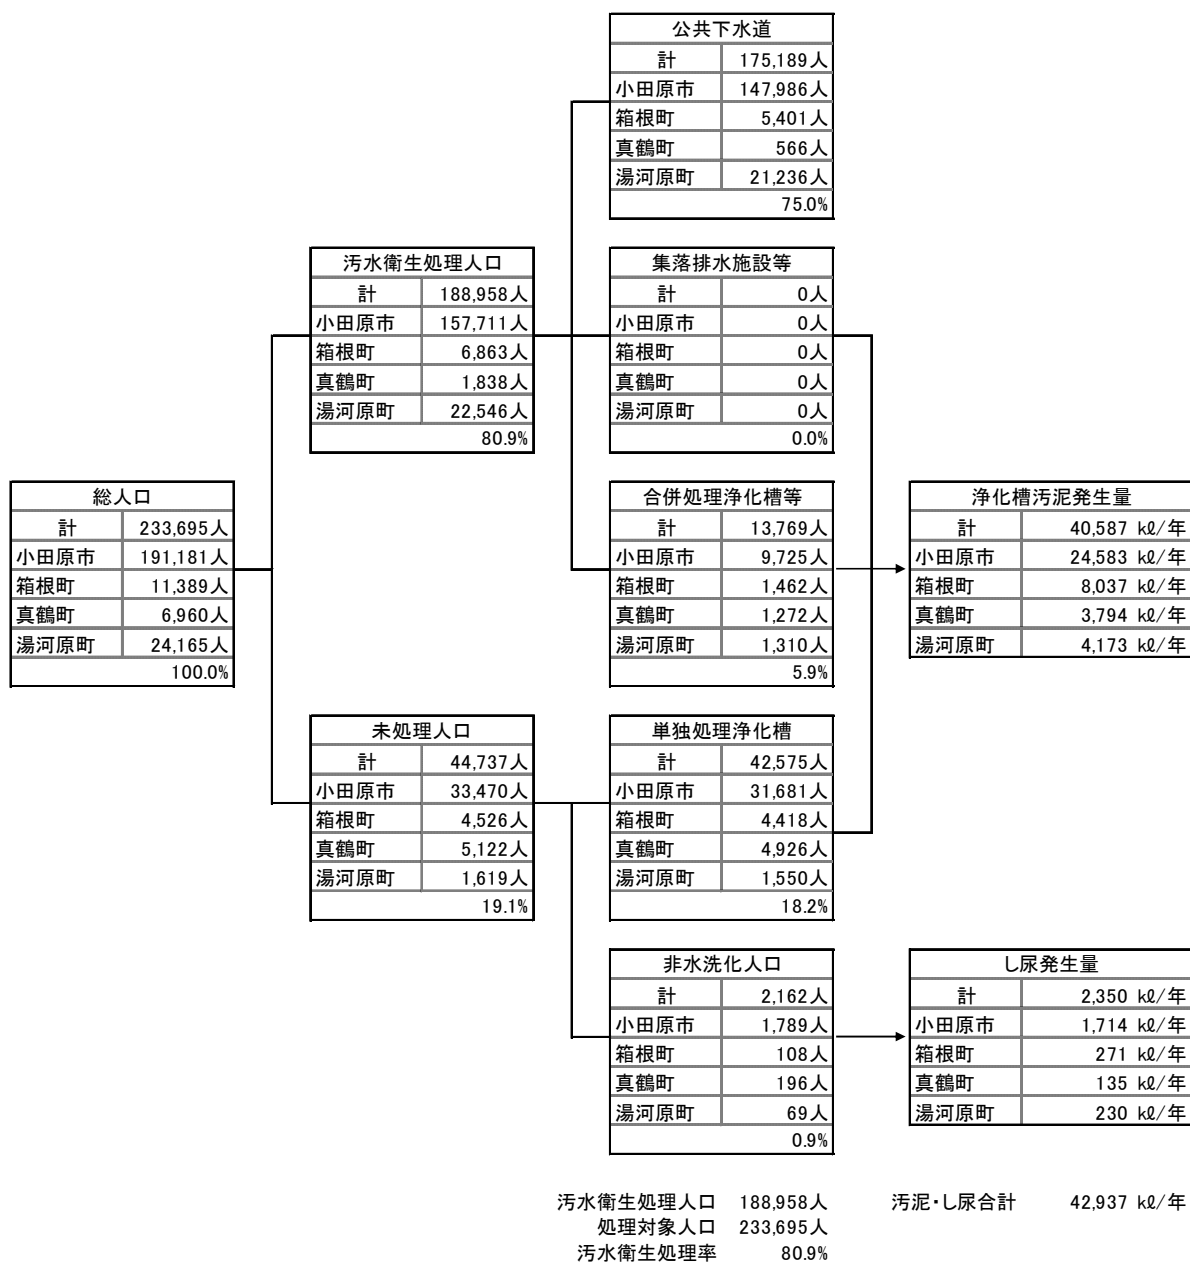 公共下水道
計 175,189人
小田原市 147,986人
箱根町 5,401人
真鶴町 566人
湯河原町 21,236人
75.0%
汚水衛生処理人口
計 188,958人
小田原市 157,711人
箱根町 6,863人
真鶴町 1,838人
湯河原町 22,546人
80.9%
集落排水施設等
計 0人
小田原市 0人
箱根町 0人
真鶴町 0人
湯河原町 0人
0.0%
総人口
計 233,695人
小田原市 191,181人
箱根町 11,389人
真鶴町 6,960人
湯河原町 24,165人
100.0%
合併処理浄化槽等
計 13,769人
小田原市 9,725人
箱根町 1,462人
真鶴町 1,272人
湯河原町 1,310人
5.9%
浄化槽汚泥発生量
計 40,587 kℓ/年
小田原市 24,583 kℓ/年
箱根町 8,037 kℓ/年
真鶴町 3,794 kℓ/年
湯河原町 4,173 kℓ/年
未処理人口
計 44,737人
小田原市 33,470人
箱根町 4,526人
真鶴町 5,122人
湯河原町 1,619人
19.1%
単独処理浄化槽
計 42,575人
小田原市 31,681人
箱根町 4,418人
真鶴町 4,926人
湯河原町 1,550人
18.2%
非水洗化人口
計 2,162人
小田原市 1,789人
箱根町 108人
真鶴町 196人
湯河原町 69人
0.9%
し尿発生量
計 2,350 kℓ/年
小田原市 1,714 kℓ/年
箱根町 271 kℓ/年
真鶴町 135 kℓ/年
湯河原町 230 kℓ/年
汚水衛生処理人口 188,958人
処理対象人口 233,695人
汚水衛生処理率 80.9%
汚泥・し尿合計 42,937 kℓ/年